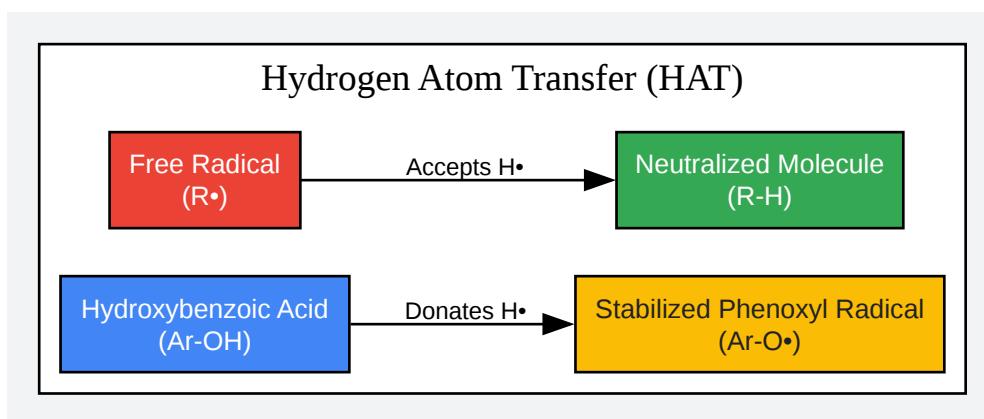 Hydrogen Atom Transfer (HAT)
Free Radical
(R•)
Accepts H•
Neutralized Molecule
(R-H)
Hydroxybenzoic Acid
(Ar-OH)
Donates H•
Stabilized Phenoxyl Radical
(Ar-O•)